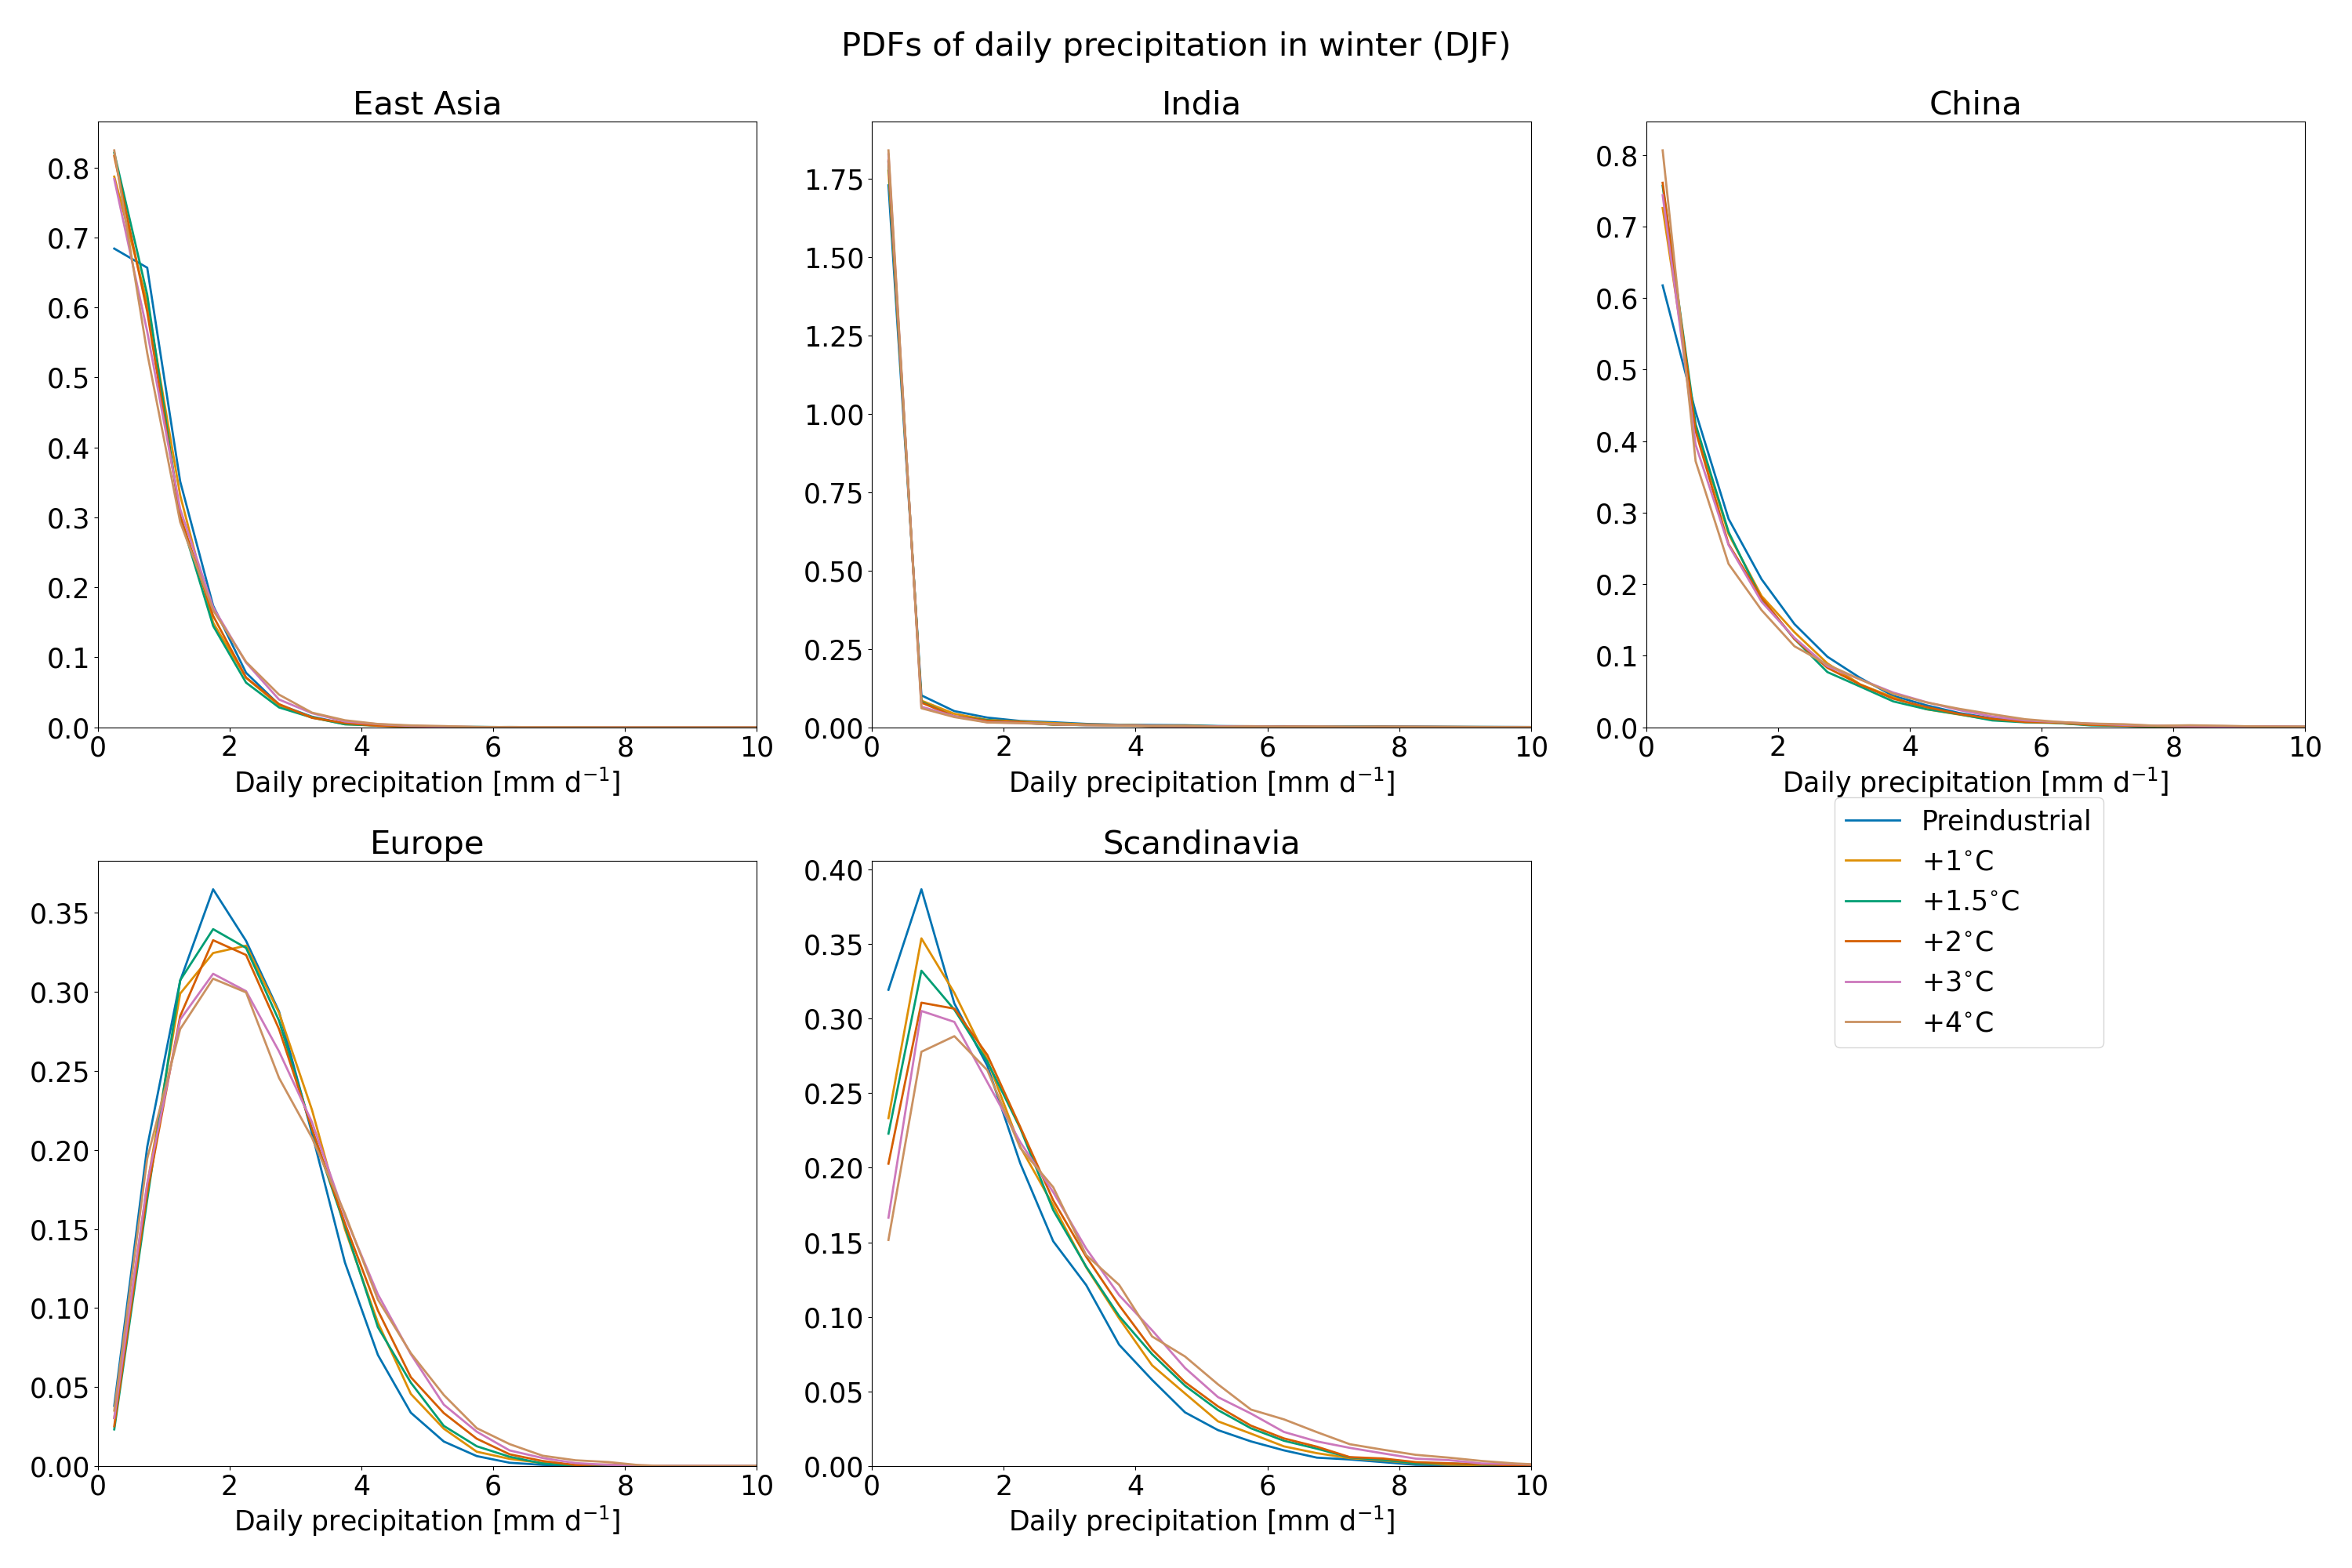 PDFs of daily precipitation in winter (DJF)
East Asia
0.8
0.7
0.6
0.5
0.4
0.3
0.2
0.1
0.0
0 2 4 6 8 10
Daily precipitation [mm d⁻¹]
India
1.75
1.50
1.25
1.00
0.75
0.50
0.25
0.00
0 2 4 6 8 10
Daily precipitation [mm d⁻¹]
China
0.8
0.7
0.6
0.5
0.4
0.3
0.2
0.1
0.0
0 2 4 6 8 10
Daily precipitation [mm d⁻¹]
Europe
0.35
0.30
0.25
0.20
0.15
0.10
0.05
0.00
0 2 4 6 8 10
Daily precipitation [mm d⁻¹]
Scandinavia
0.40
0.35
0.30
0.25
0.20
0.15
0.10
0.05
0.00
0 2 4 6 8 10
Daily precipitation [mm d⁻¹]
Preindustrial
+1°C
+1.5°C
+2°C
+3°C
+4°C